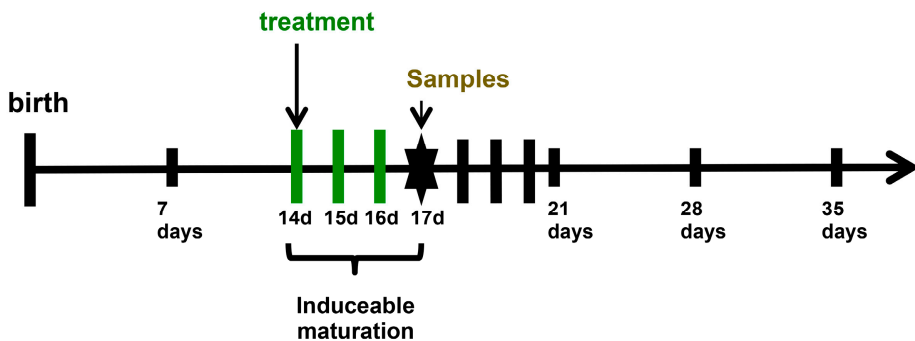 treatment
Samples
birth
7
days
14d
15d
16d
17d
21
days
28
days
35
days
Induceable
maturation